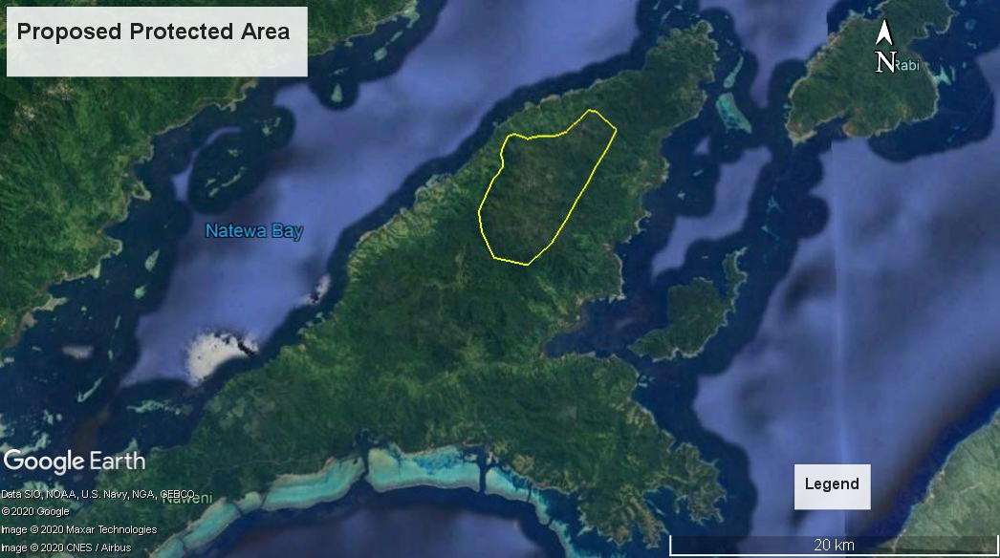 Proposed Protected Area
N
Rabi
Natewa Bay
Google Earth
Legend
Data SIO, NOAA, U.S. Navy, NGA, GEBCO
Naweni
©2020 Google
Image © 2020 Maxar Technologies
Image © 2020 CNES / Airbus
20 km